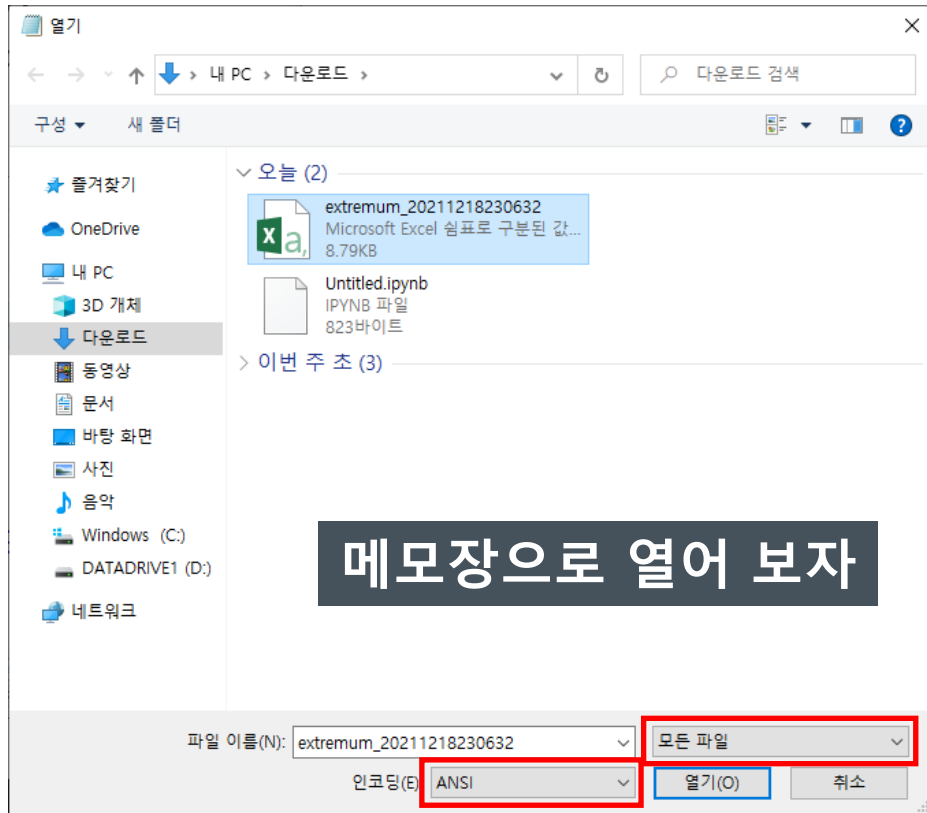 열기
내 PC > 다운로드 >
다운로드 검색
구성
새 폴더
즐겨찾기
OneDrive
내 PC
3D 개체
다운로드
동영상
문서
바탕 화면
사진
음악
Windows (C:)
DATADRIVE1 (D:)
네트워크
오늘 (2)
extremum_20211218230632
Microsoft Excel 쉼표로 구분된 값...
8.79KB
Untitled.ipynb
IPYNB 파일
823바이트
이번 주 초 (3)
메모장으로 열어 보자
파일 이름(N): extremum_20211218230632
모든 파일
인코딩(E) ANSI
열기(O)
취소